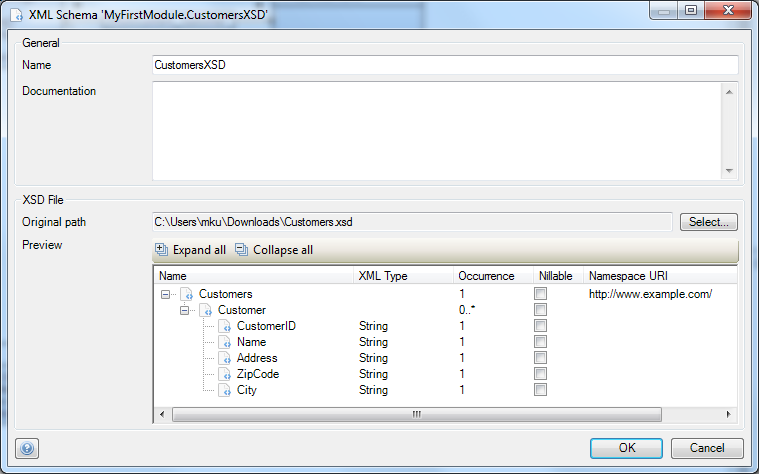 XML Schema 'MyFirstModule.CustomersXSD'
General
Name CustomersXSD
Documentation
XSD File
Original path C:\Users\mku\Downloads\Customers.xsd Select...
Preview Expand all Collapse all
Name XML Type Occurrence Nillable Namespace URI
Customers 1 http://www.example.com/
Customer 0..*
CustomerID String 1
Name String 1
Address String 1
ZipCode String 1
City String 1
OK Cancel